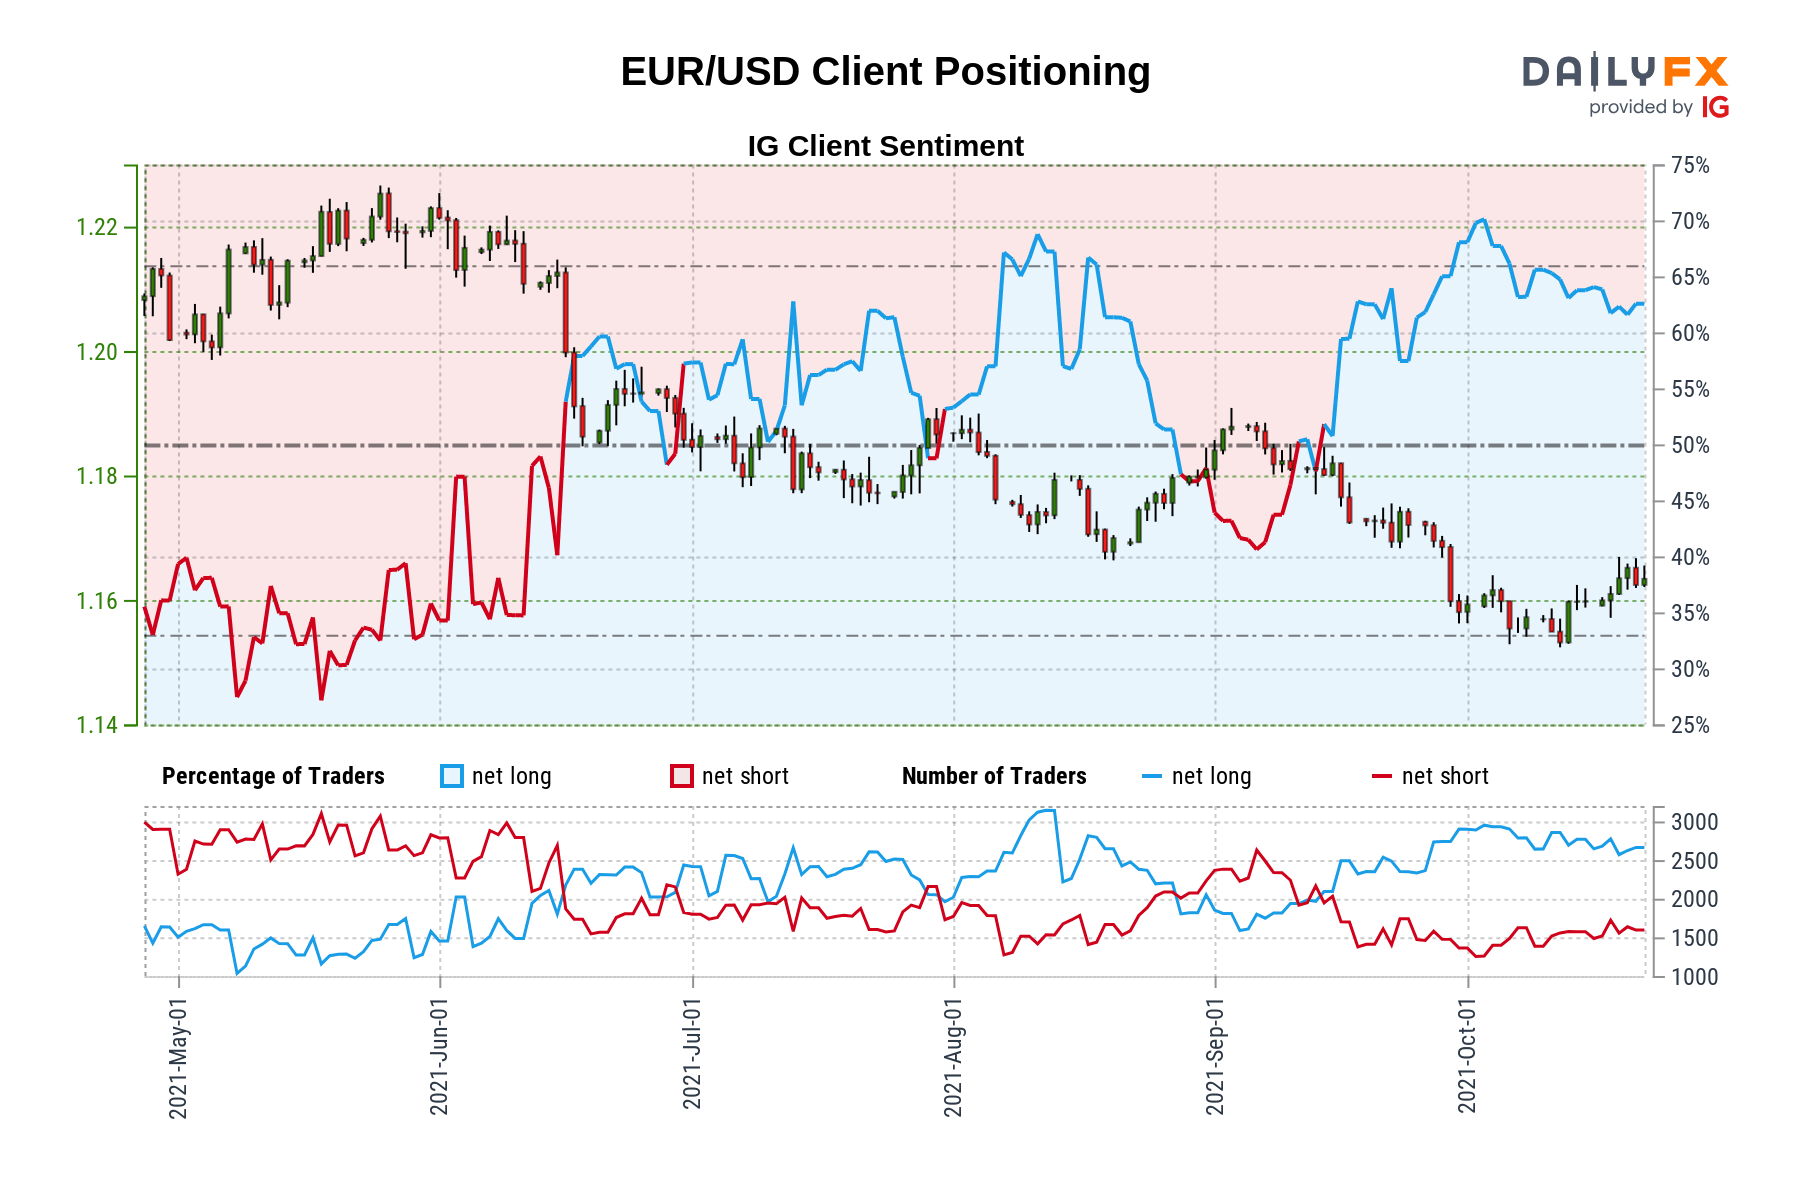 EUR/USD Client Positioning
DAILYFX
provided by IG
IG Client Sentiment
1.22
1.20
1.18
1.16
1.14
75%
70%
65%
60%
55%
50%
45%
40%
35%
30%
25%
Percentage of Traders net long net short Number of Traders net long net short
3000
2500
2000
1500
1000
2021-May-01
2021-Jun-01
2021-Jul-01
2021-Aug-01
2021-Sep-01
2021-Oct-01